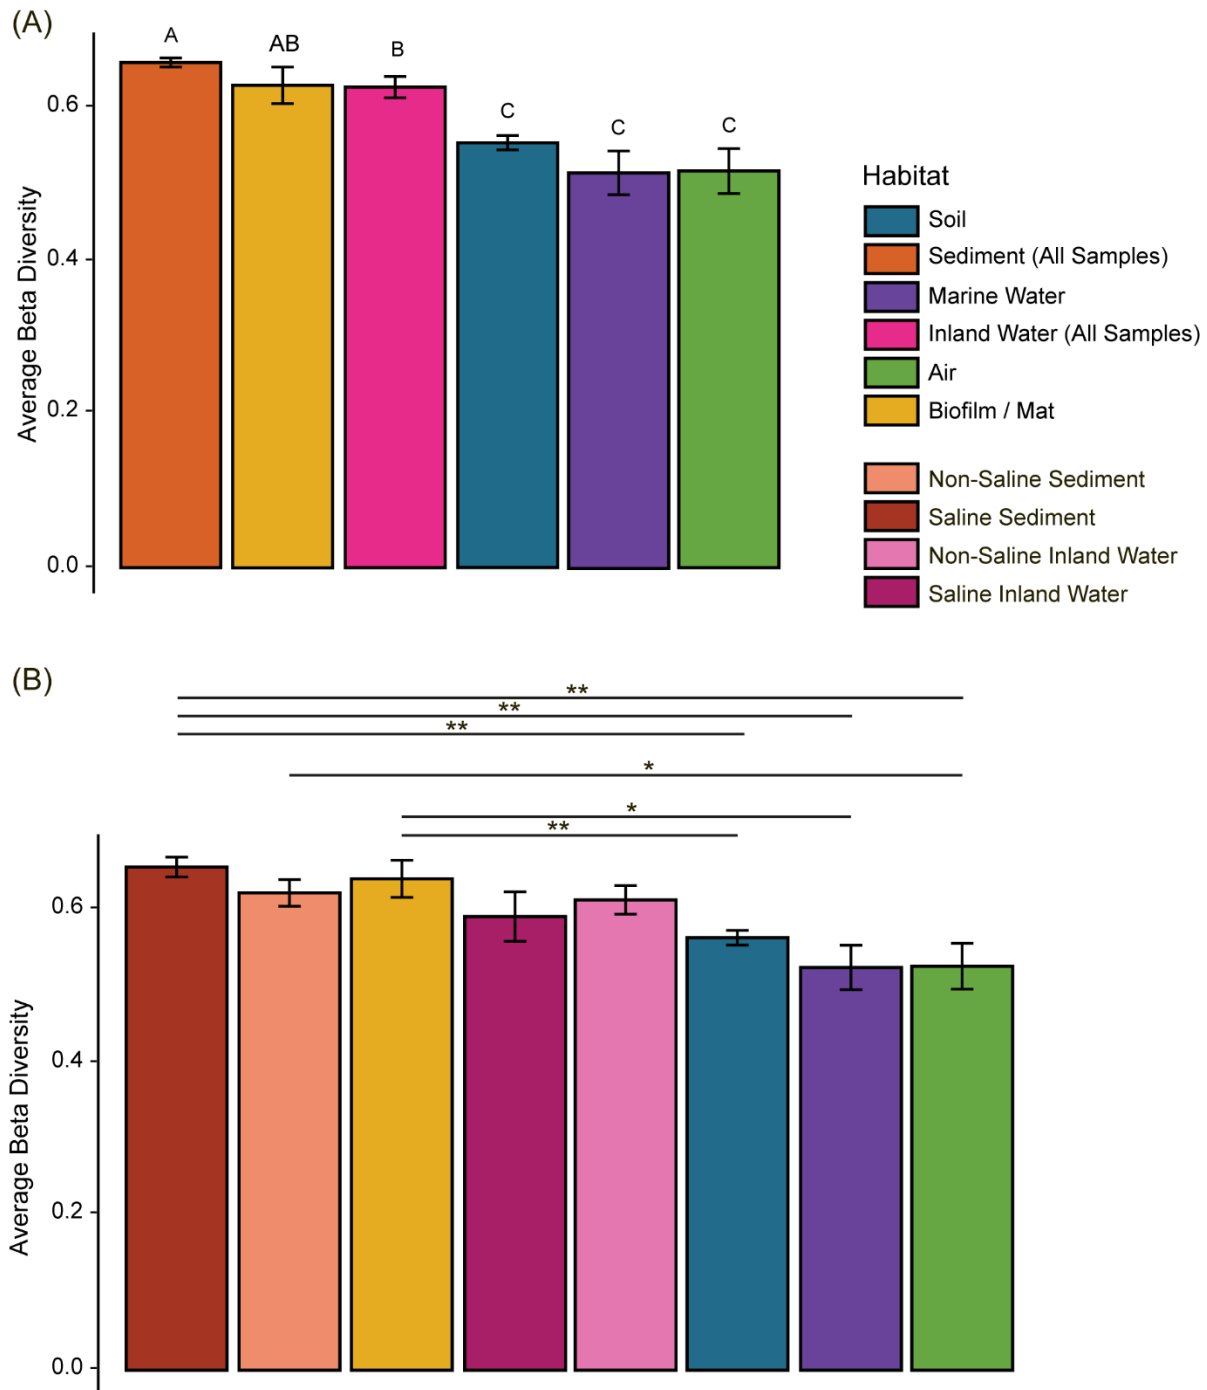 (A)
A
AB
B
C
C
C
0.6
0.4
0.2
0.0
Average Beta Diversity
Habitat
Soil
Sediment (All Samples)
Marine Water
Inland Water (All Samples)
Air
Biofilm / Mat
Non-Saline Sediment
Saline Sediment
Non-Saline Inland Water
Saline Inland Water
(B)
**
**
**
*
*
**
0.6
0.4
0.2
0.0
Average Beta Diversity